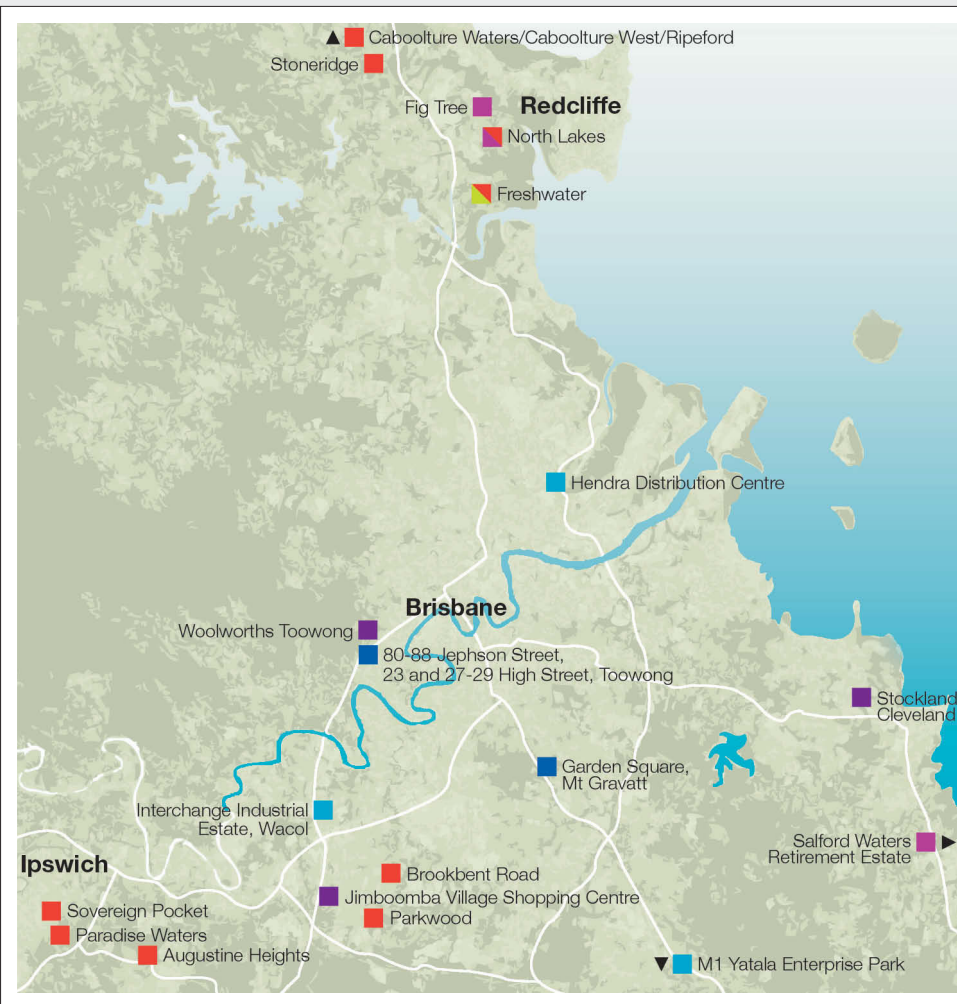 Caboolture Waters/Caboolture West/Ripeford
Stoneridge
Fig Tree
Redcliffe
North Lakes
Freshwater
Hendra Distribution Centre
Brisbane
Woolworths Toowong
80-88 Jephson Street,
23 and 27-29 High Street, Toowong
Stockland
Cleveland
Garden Square,
Mt Gravatt
Interchange Industrial
Estate, Wacol
Salford Waters
Retirement Estate
Ipswich
Brookbent Road
Jimboomba Village Shopping Centre
Sovereign Pocket
Parkwood
Paradise Waters
Augustine Heights
M1 Yatala Enterprise Park